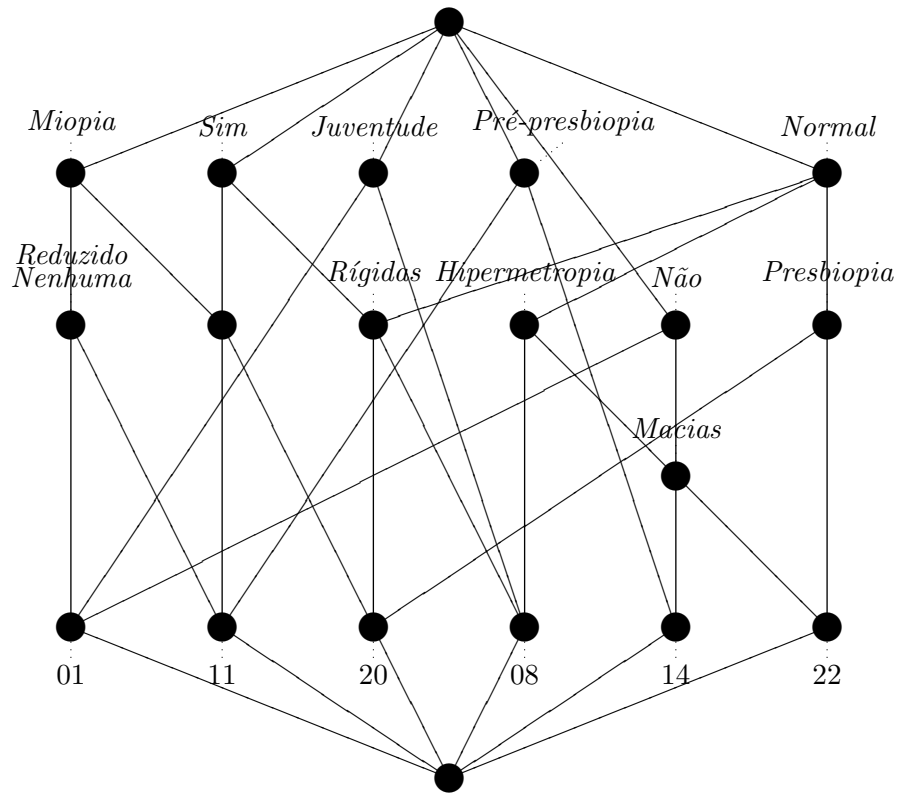 Miopia
Sim
Juventude
Pré-presbiopia
Normal
Reduzido
Nenhuma
Rígidas
Hipermetropia
Não
Presbiopia
Macias
01
11
20
08
14
22